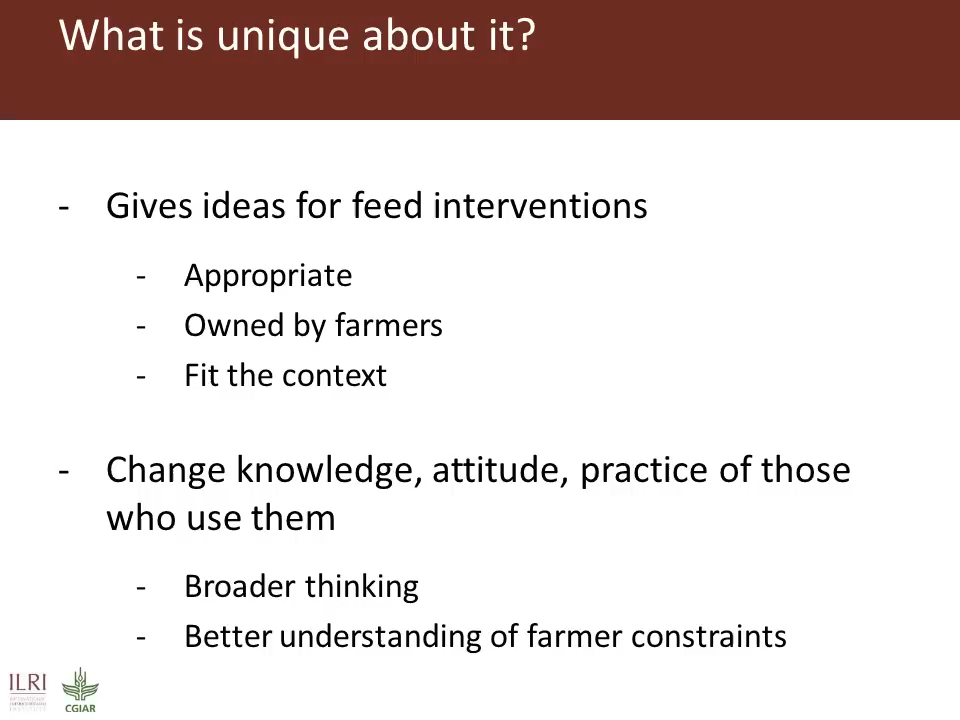 What is unique about it?
- Gives ideas for feed interventions
- Appropriate
- Owned by farmers
- Fit the context
- Change knowledge, attitude, practice of those
who use them
- Broader thinking
- Better understanding of farmer constraints
ILRI
CGIAR